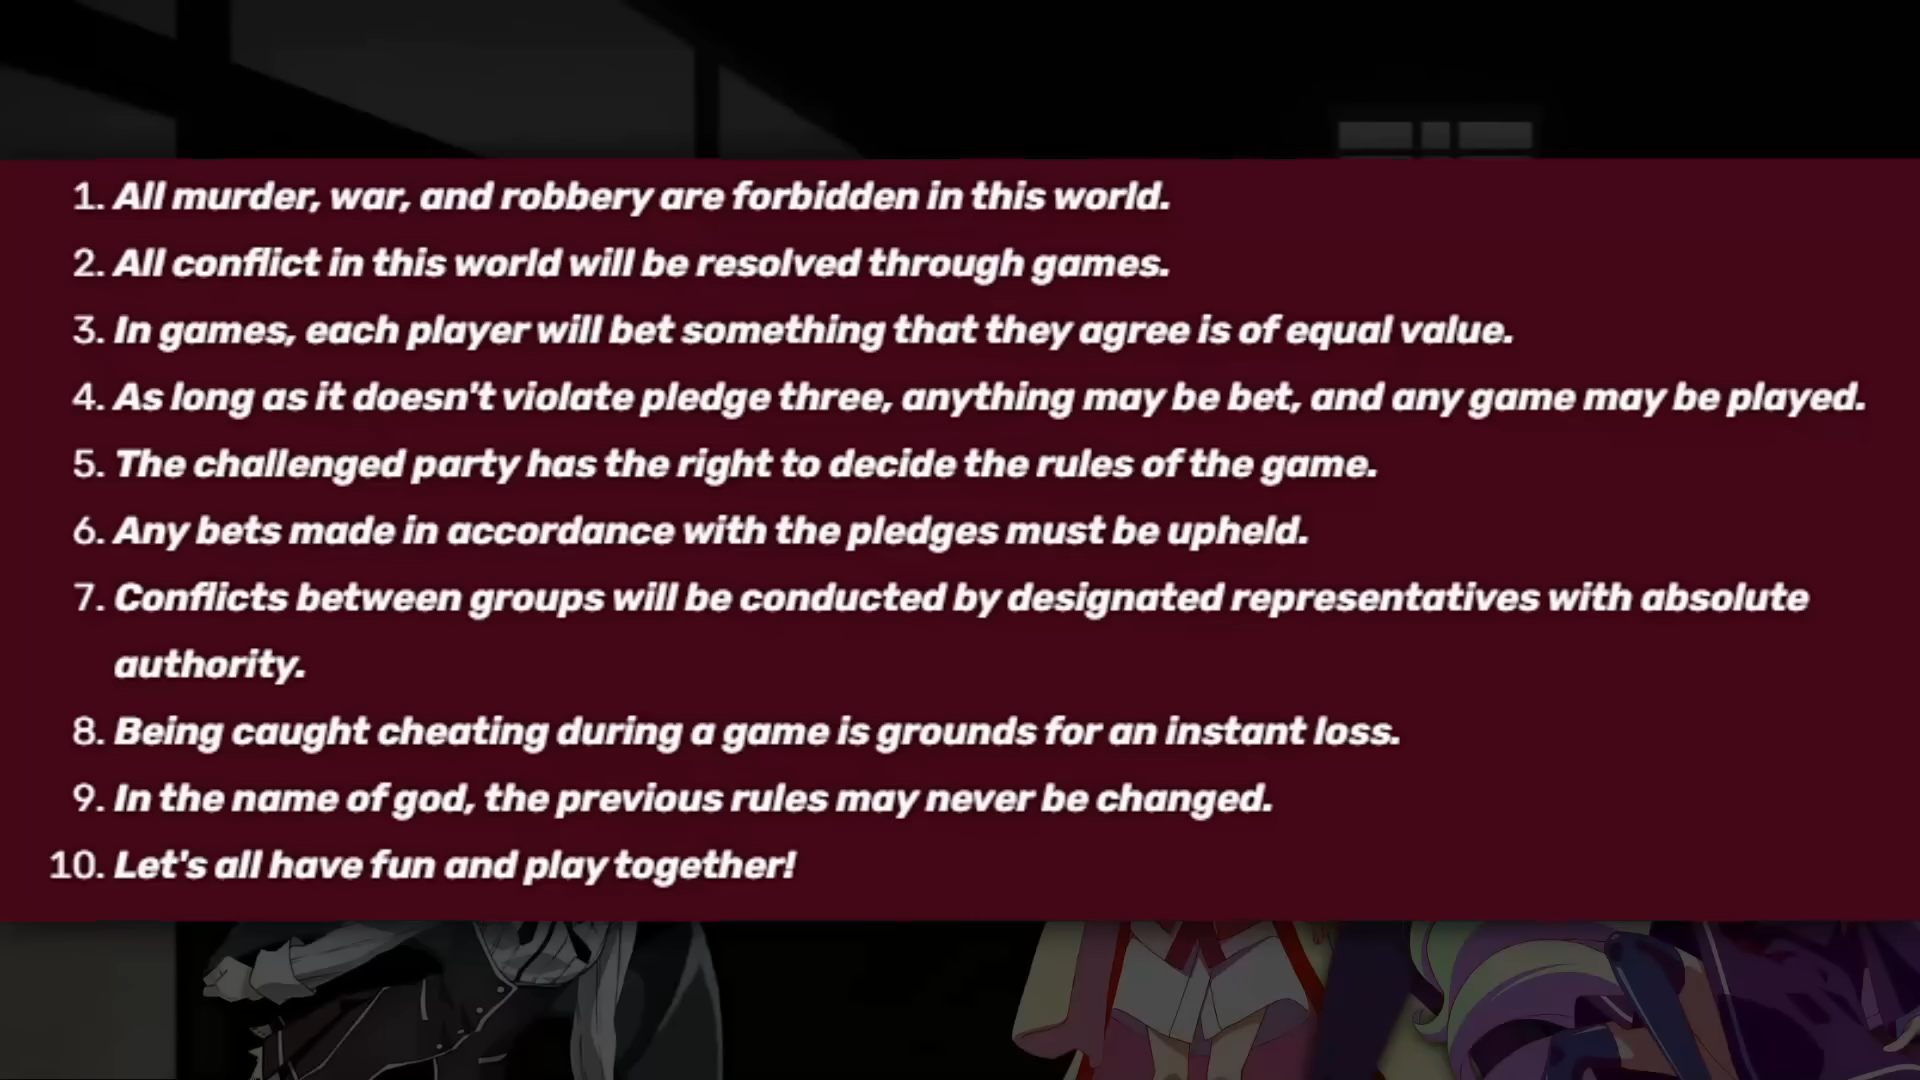 1. All murder, war, and robbery are forbidden in this world.
2. All conflict in this world will be resolved through games.
3. In games, each player will bet something that they agree is of equal value.
4. As long as it doesn't violate pledge three, anything may be bet, and any game may be played.
5. The challenged party has the right to decide the rules of the game.
6. Any bets made in accordance with the pledges must be upheld.
7. Conflicts between groups will be conducted by designated representatives with absolute
authority.
8. Being caught cheating during a game is grounds for an instant loss.
9. In the name of god, the previous rules may never be changed.
10. Let's all have fun and play together!